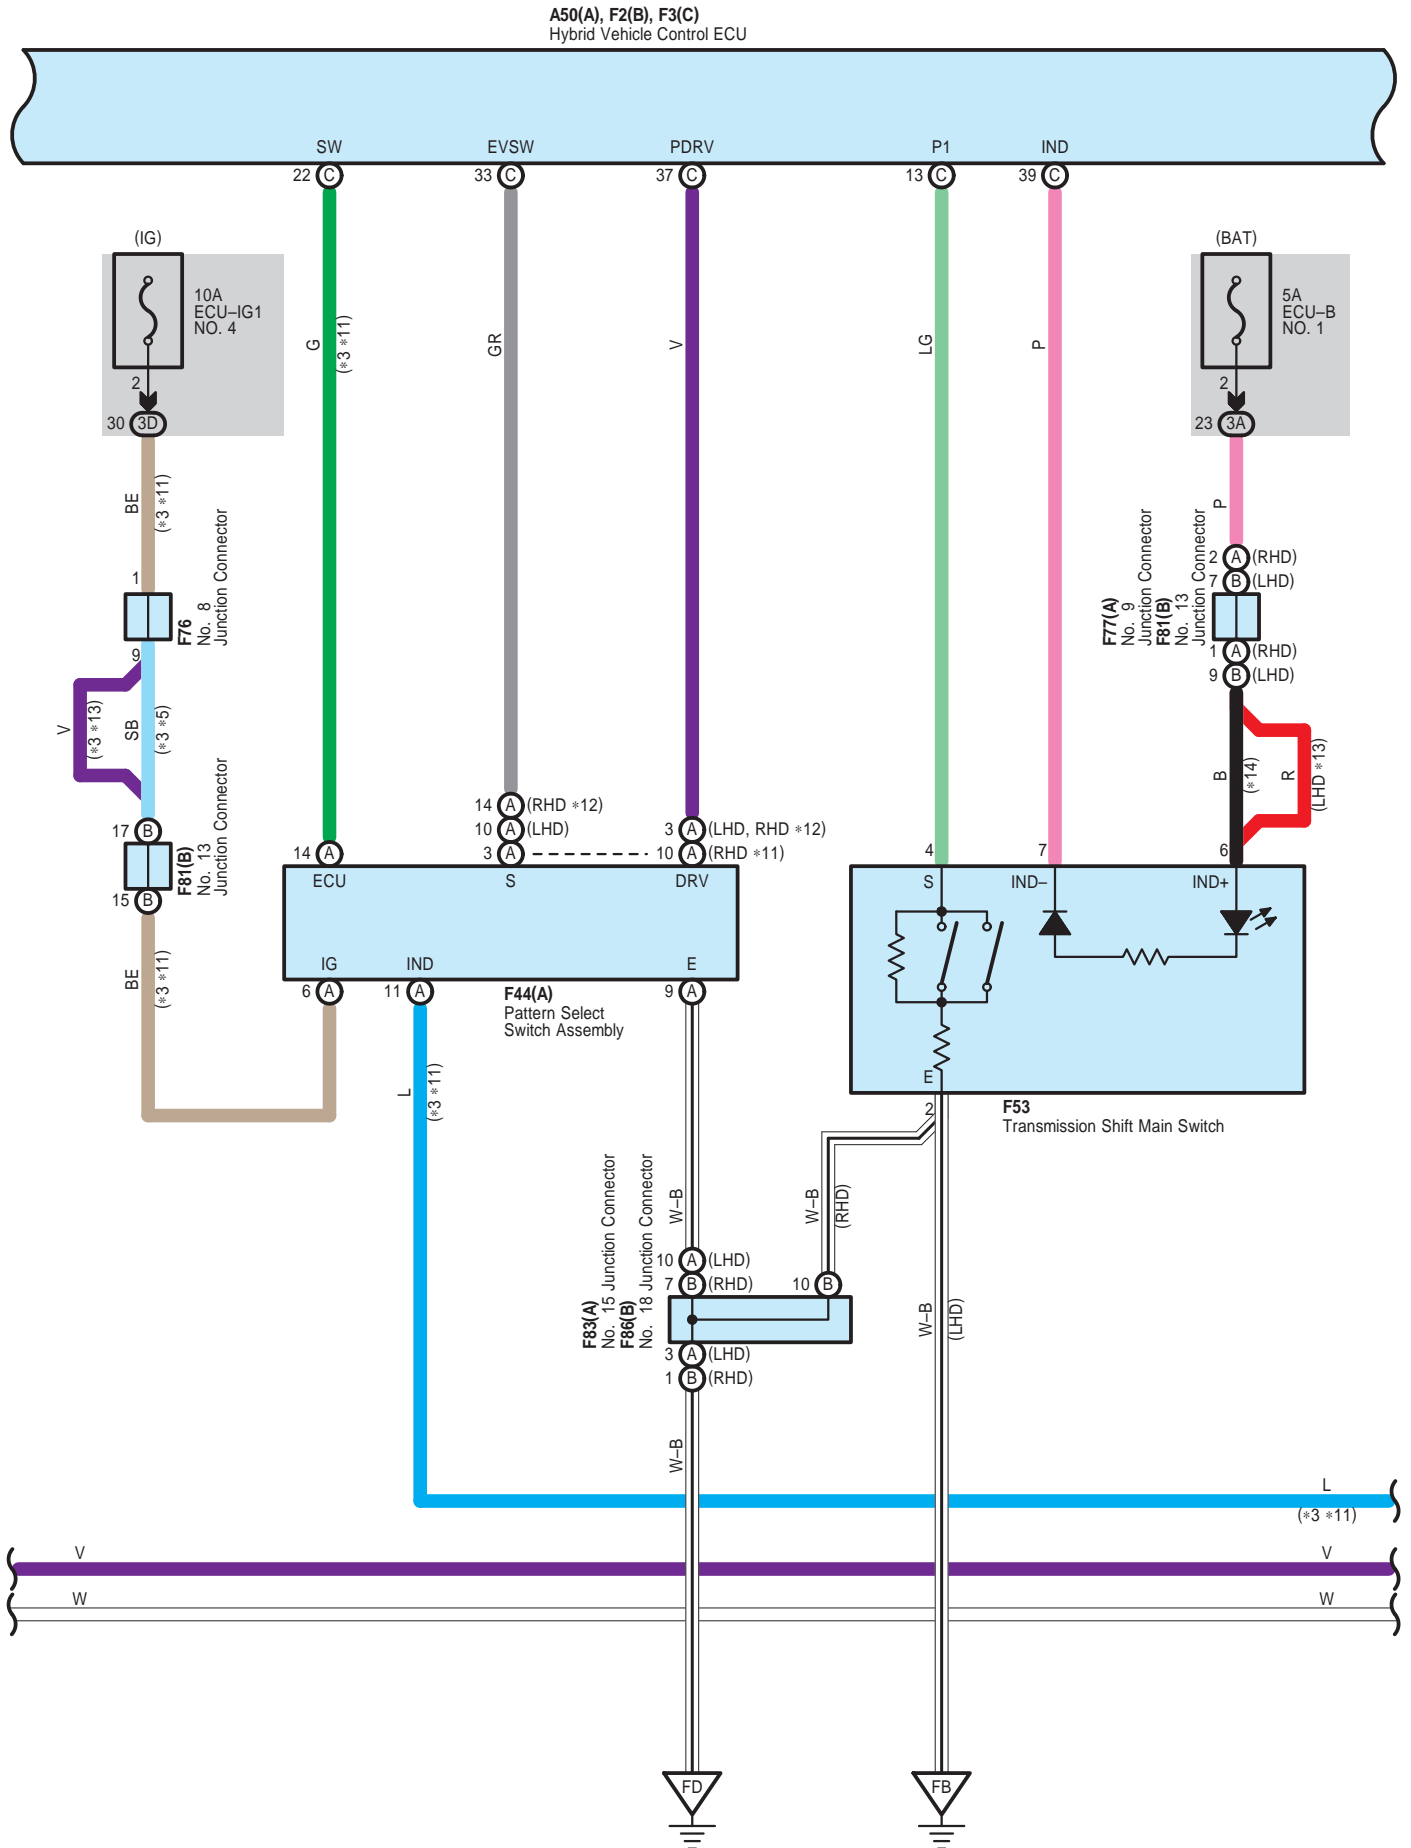 A50(A), F2(B), F3(C)
Hybrid Vehicle Control ECU
SW
EVSW
PDRV
P1
IND
22 C
33 C
37 C
13 C
39 C
(IG)
10A
ECU–IG1
NO. 4
2
30 3D
(BAT)
5A
ECU–B
NO. 1
2
23 3A
G
(*3 *11)
GR
V
LG
P
BE
(*3 *11)
1
F76
No. 8
Junction Connector
9
V
(*3 *13)
SB
(*3 *5)
17 B
F81(B)
No. 13
Junction Connector
15 B
BE
(*3 *11)
P
2 A (RHD)
7 B (LHD)
F77(A)
No. 9
Junction Connector
F81(B)
No. 13
Junction Connector
1 A (RHD)
9 B (LHD)
B
(*14)
R
(LHD *13)
14 A (RHD *12)
10 A (LHD)
3 A
3 A (LHD, RHD *12)
10 A (RHD *11)
14 A
ECU
S
DRV
IG
IND
E
6 A
11 A
9 A
F44(A)
Pattern Select
Switch Assembly
4
7
6
S
IND–
IND+
E
2
F53
Transmission Shift Main Switch
L
(*3 *11)
W–B
W–B
(RHD)
F83(A)
No. 15 Junction Connector
F86(B)
No. 18 Junction Connector
10 A (LHD)
7 B (RHD)
10 B
3 A (LHD)
1 B (RHD)
W–B
(LHD)
W–B
L
(*3 *11)
V
V
W
W
FD
FB